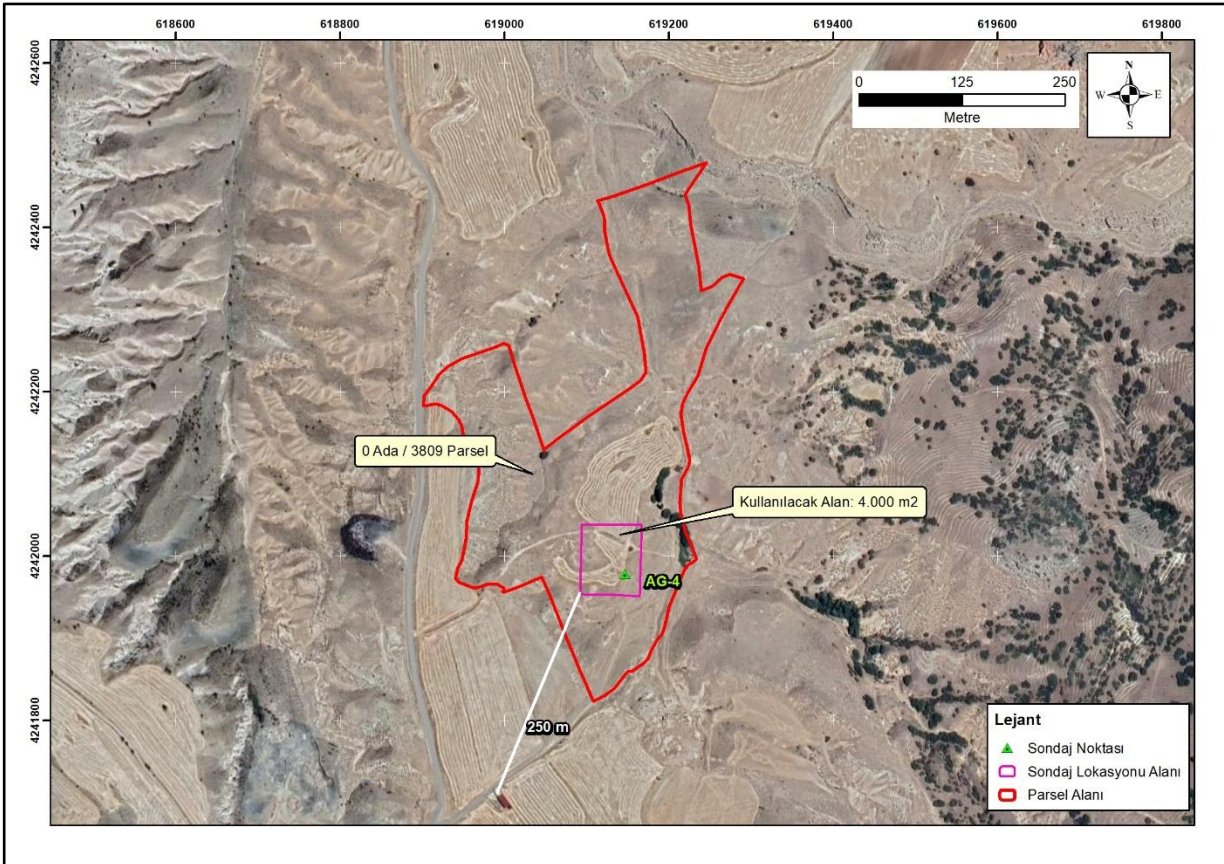 618600
618800
619000
619200
619400
619600
619800
4242600
4242400
4242200
4242000
4241800
0
125
250
Metre
N
W
E
S
0 Ada / 3809 Parsel
Kullanılacak Alan: 4.000 m2
AG-4
250 m
Lejant
Sondaj Noktası
Sondaj Lokasyonu Alanı
Parsel Alanı